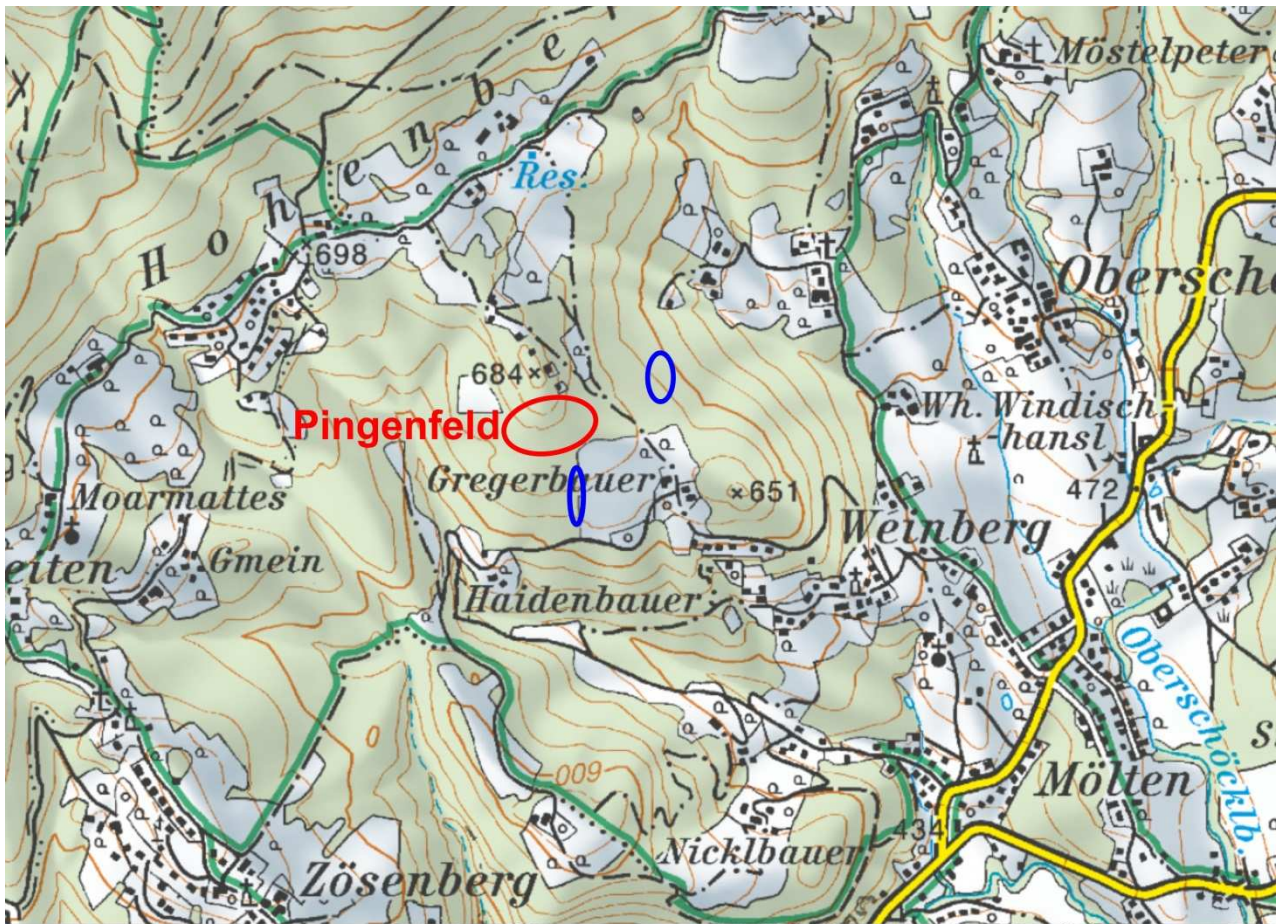 Möstelpeter
Hohenbe
Res.
698
Obersch
684
Wh. Windisch-
hansl
Pingenfeld
Gregerbauer
651
472
Moarmattes
Weinberg
Gmein
eiten
Haidenbauer
Oberschöcklb.
600
Mölten
434
Nicklbauer
Zösenberg